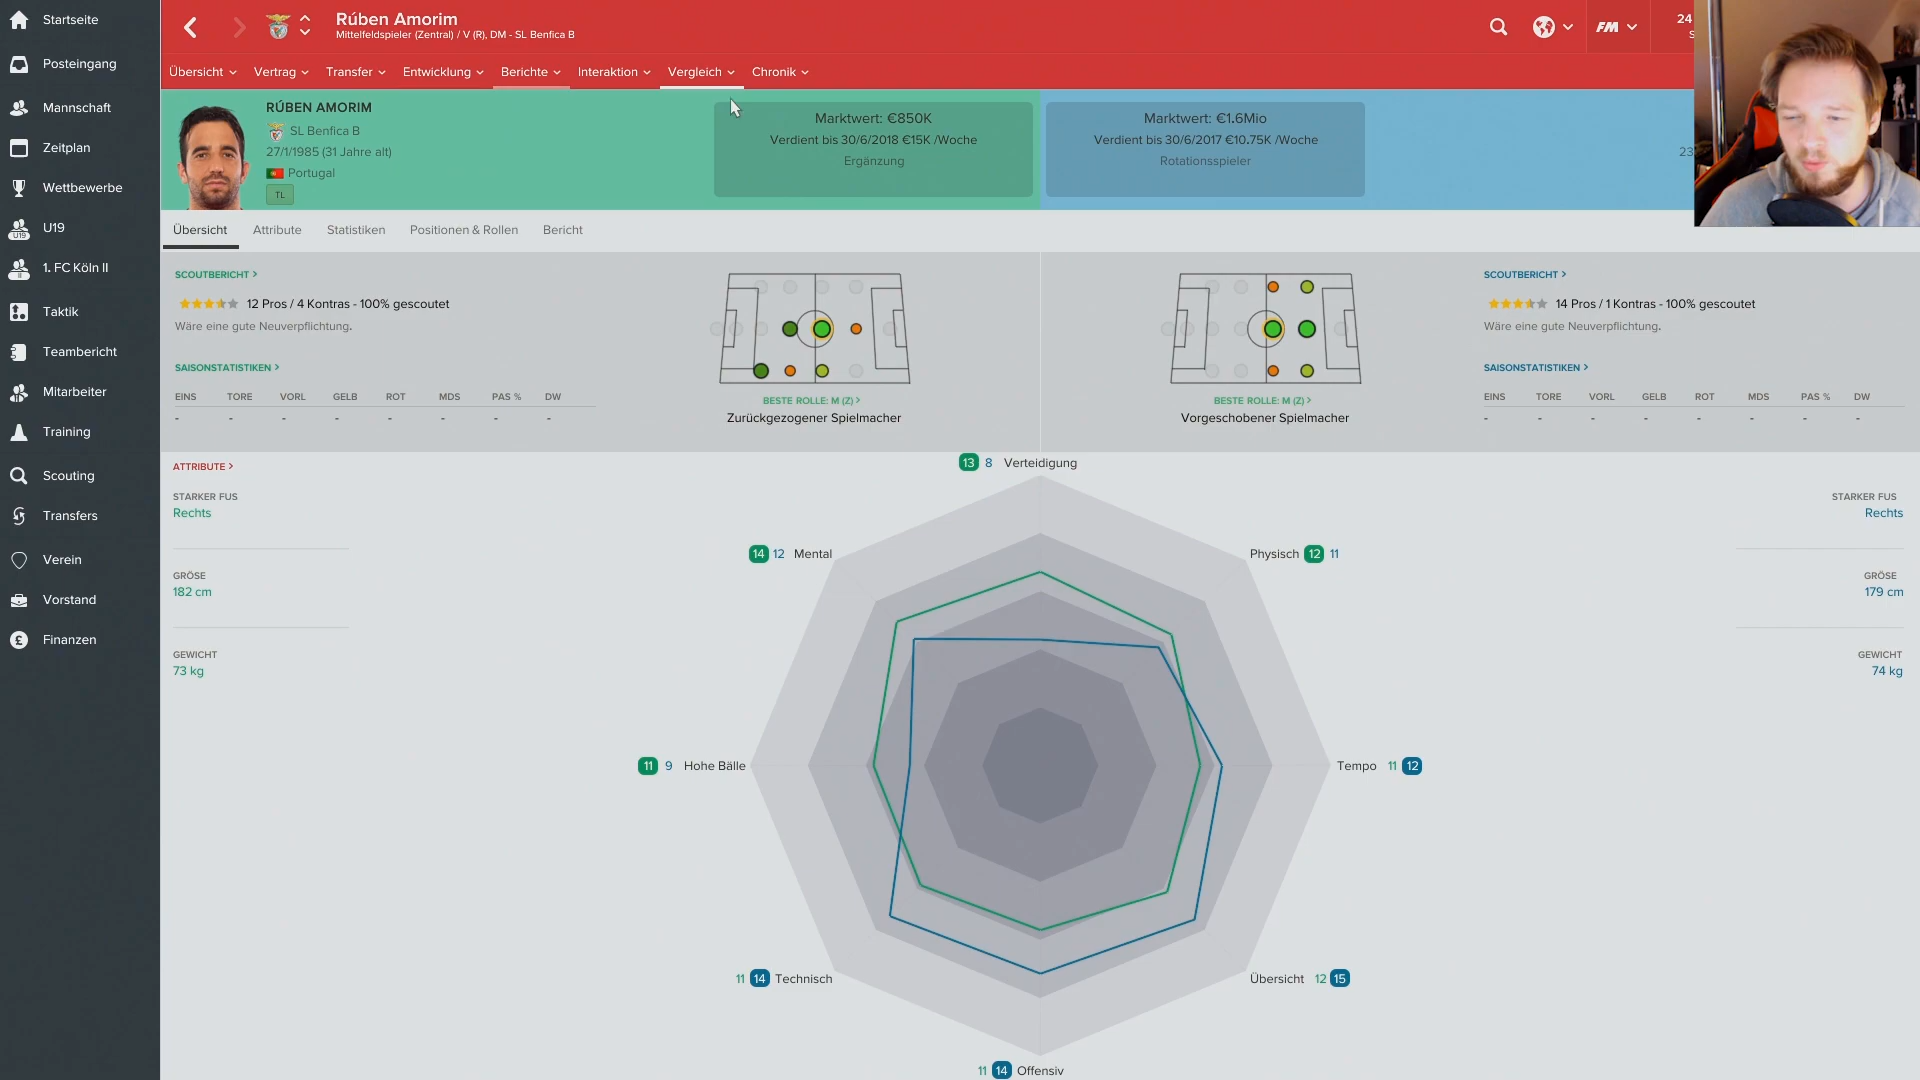 Startseite
Posteingang
Mannschaft
Zeitplan
Wettbewerbe
U19
1. FC Köln II
Taktik
Teambericht
Mitarbeiter
Training
Scouting
Transfers
Verein
Vorstand
Finanzen
Rúben Amorim
Mittelfeldspieler (Zentral) / V (R), DM - SL Benfica B
FM
24
S
Übersicht Vertrag Transfer Entwicklung Berichte Interaktion Vergleich Chronik
RÚBEN AMORIM
SL Benfica B
27/1/1985 (31 Jahre alt)
Portugal
TL
Marktwert: €850K
Verdient bis 30/6/2018 €15K /Woche
Ergänzung
Marktwert: €1.6Mio
Verdient bis 30/6/2017 €10.75K /Woche
Rotationsspieler
23
Übersicht Attribute Statistiken Positionen & Rollen Bericht
SCOUTBERICHT >
12 Pros / 4 Kontras - 100% gescoutet
Wäre eine gute Neuverpflichtung.
SAISONSTATISTIKEN >
EINS TORE VORL GELB ROT MDS PAS % DW
- - - - - - - -
BESTE ROLLE: M (Z) >
Zurückgezogener Spielmacher
BESTE ROLLE: M (Z) >
Vorgeschobener Spielmacher
SCOUTBERICHT >
14 Pros / 1 Kontras - 100% gescoutet
Wäre eine gute Neuverpflichtung.
SAISONSTATISTIKEN >
EINS TORE VORL GELB ROT MDS PAS % DW
- - - - - - - -
ATTRIBUTE >
STARKER FUS
Rechts
GRÖSE
182 cm
GEWICHT
73 kg
13 8 Verteidigung
14 12 Mental
Physisch 12 11
11 9 Hohe Bälle
Tempo 11 12
11 14 Technisch
Übersicht 12 15
11 14 Offensiv
STARKER FUS
Rechts
GRÖSE
179 cm
GEWICHT
74 kg